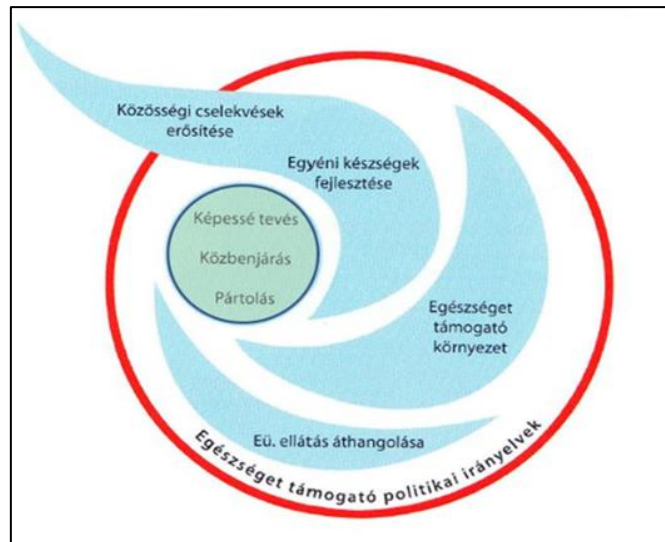 Közösségi cselekvések
erősítése
Egyéni készségek
fejlesztése
Képessé tevés
Közbenjárás
Pártolás
Egészséget
támogató
környezet
Eü. ellátás áthangolása
Egészséget támogató politikai irányelvek